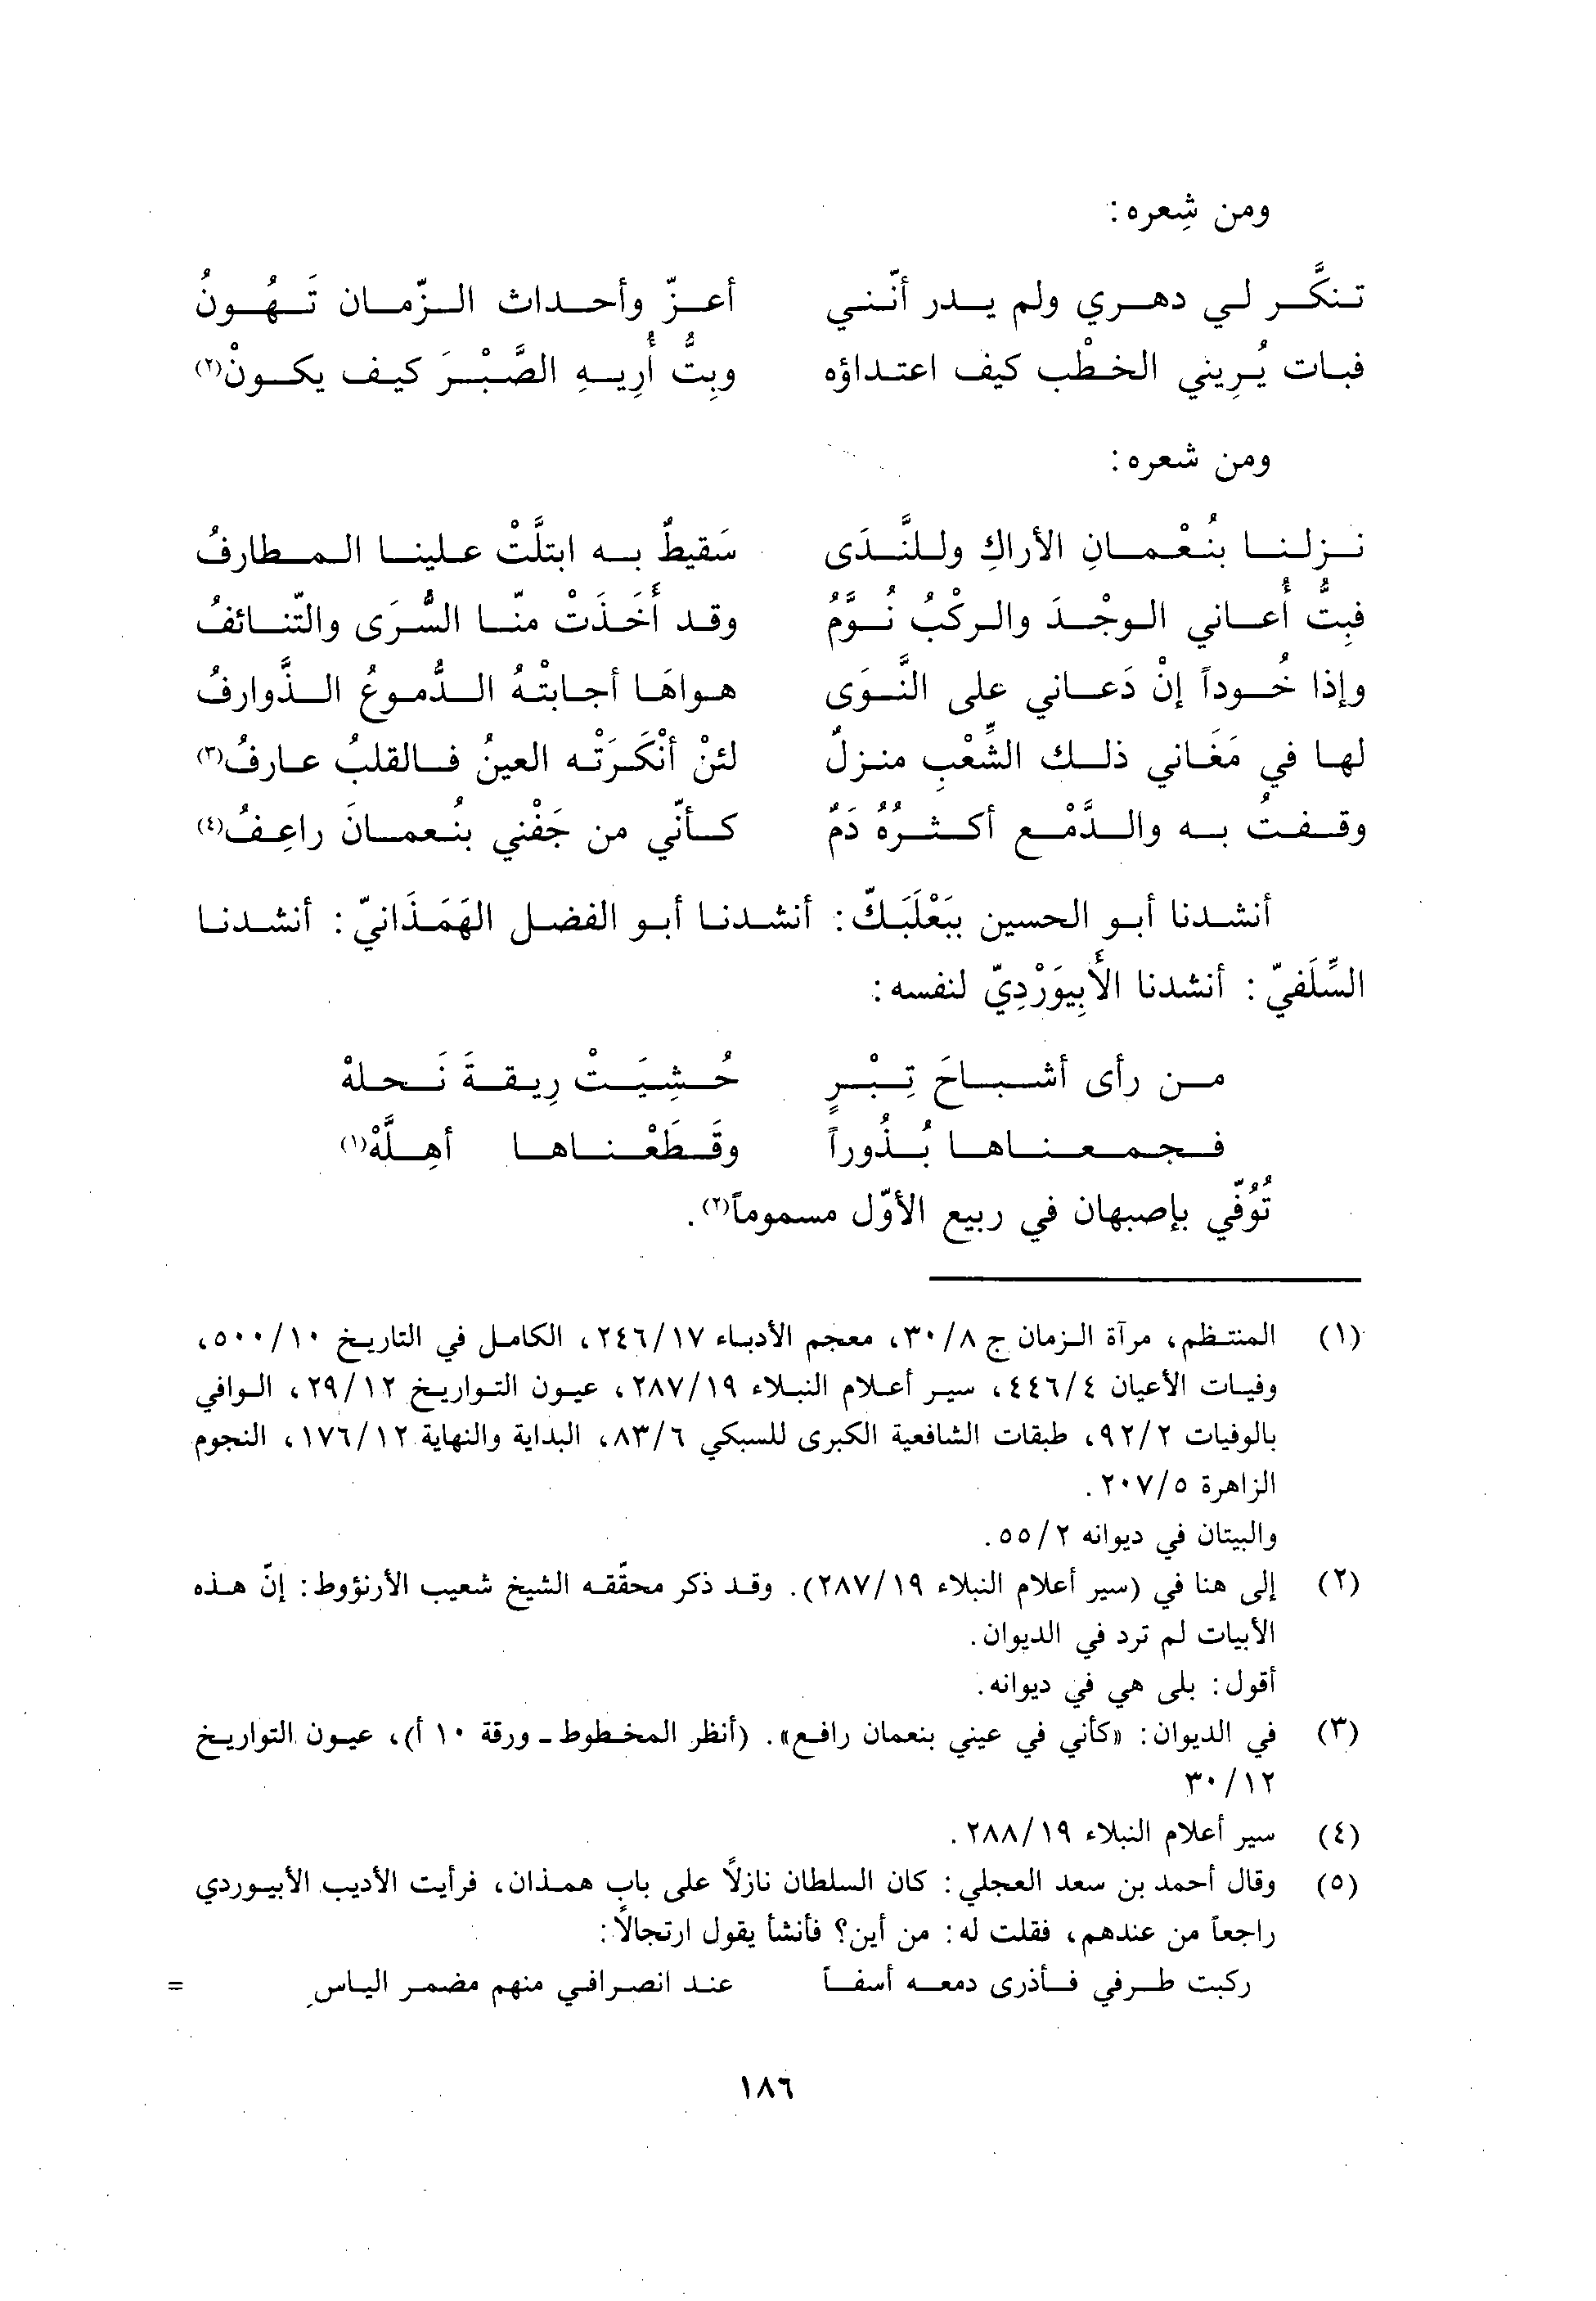 ومن شِعره:
تنكَّر لي دهري ولم يدر أنّني أعزّ وأحداث الزّمان تَهُونُ
فبات يُرِيني الخطْب كيف اعتداؤه وبِتُّ أُرِيهِ الصَّبْرَ كيف يكونْ(٢)
ومن شعره:
نزلنا بنُعْمانِ الأراكِ وللنَّدَى سَقيطٌ به ابتلَّتْ علينا المطارفُ
فبِتُّ أُعاني الوجْدَ والركْبُ نُوَّمٌ وقد أَخَذَتْ منّا السُّرَى والتّنائفُ
وإذا خُوداً إنْ دَعاني على النَّوَى هواهَا أجابتْهُ الدُّموعُ الذَّوارفُ
لها في مَغَاني ذلك الشِّعْبِ منزلٌ لئنْ أنْكَرَتْه العينُ فالقلبُ عارفُ(٣)
وقفتُ به والدَّمْع أكثرُهُ دَمٌ كأنّي من جَفْني بنُعمانَ راعِفُ(٤)
أنشدنا أبو الحسين ببَعْلَبَكّ: أنشدنا أبو الفضل الهَمَذَانيّ: أنشدنا
السِّلَفيّ: أنشدنا الأَبِيوَرْدِيّ لنفسه:
من رأى أشباحَ تِبْرٍ حُشِيَتْ رِيقةَ نَحلهْ
فجمعناها بُذُوراً وقَطَعْناها أهِلَّهْ(١)
تُوُفّي بإصبهان في ربيع الأوّل مسموماً(٢).
(١) المنتظم، مرآة الزمان ج ٣٠/٨، معجم الأدباء ٢٤٦/١٧، الكامل في التاريخ ٥٠٠/١٠،
وفيات الأعيان ٤٤٦/٤، سير أعلام النبلاء ٢٨٧/١٩، عيون التواريخ ٢٩/١٢، الوافي
بالوفيات ٩٢/٢، طبقات الشافعية الكبرى للسبكي ٨٣/٦، البداية والنهاية ١٧٦/١٢، النجوم
الزاهرة ٢٠٧/٥.
والبيتان في ديوانه ٥٥/٢.
(٢) إلى هنا في (سير أعلام النبلاء ٢٨٧/١٩). وقد ذكر محقّقه الشيخ شعيب الأرنؤوط: إنّ هذه
الأبيات لم ترد في الديوان.
أقول: بلى هي في ديوانه.
(٣) في الديوان: «كأني في عيني بنعمان رافع». (أنظر المخطوط ـ ورقة ١٠ أ)، عيون التواريخ
٣٠/١٢
(٤) سير أعلام النبلاء ٢٨٨/١٩.
(٥) وقال أحمد بن سعد العجلي: كان السلطان نازلاً على باب همذان، فرأيت الأديب الأبيوردي
راجعاً من عندهم، فقلت له: من أين؟ فأنشأ يقول ارتجالاً:
ركبت طرفي فأذرى دمعه أسفاً عند انصرافي منهم مضمر الياس =
١٨٦